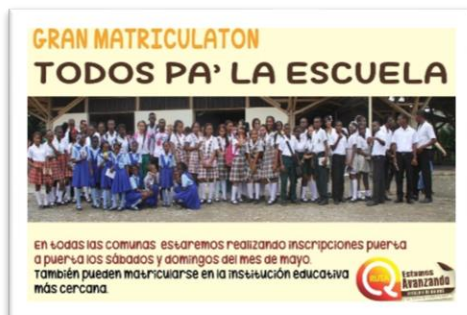 GRAN MATRICULATON
TODOS PA' LA ESCUELA
En todas las comunas estaremos realizando inscripciones puerta
a puerta los sábados y domingos del mes de mayo.
También pueden matricularse en la institución educativa
más cercana.
Estamos
Avanzando